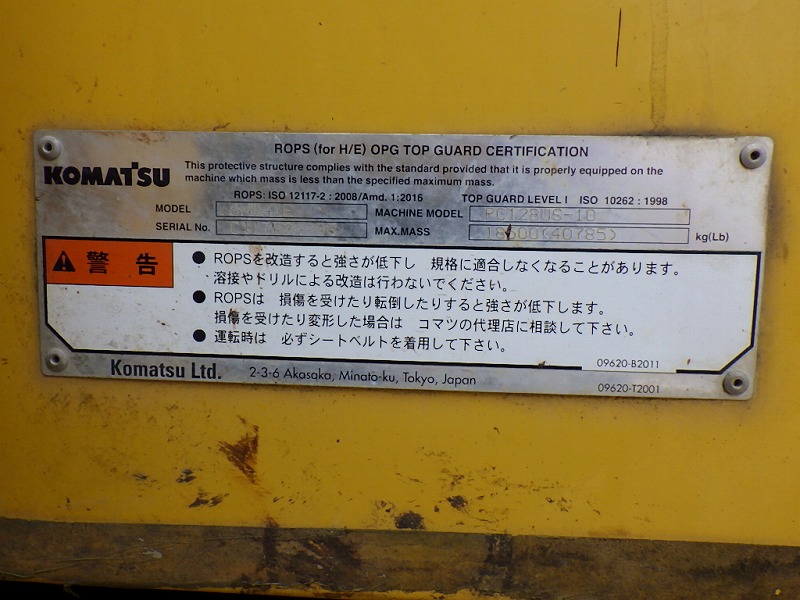 ROPS (for H/E) OPG TOP GUARD CERTIFICATION
KOMATSU
This protective structure complies with the standard provided that it is properly equipped on the
machine which mass is less than the specified maximum mass.
ROPS: ISO 12117-2 : 2008/Amd. 1:2016 TOP GUARD LEVEL I ISO 10262 : 1998
MODEL MACHINE MODEL PC128US-10
SERIAL No. MAX.MASS 18500(40785) kg(Lb)
警告
● ROPSを改造すると強さが低下し 規格に適合しなくなることがあります。
溶接やドリルによる改造は行わないでください。
● ROPSは 損傷を受けたり転倒したりすると強さが低下します。
損傷を受けたり変形した場合は コマツの代理店に相談して下さい。
● 運転時は 必ずシートベルトを着用して下さい。
09620-B2011
Komatsu Ltd. 2-3-6 Akasaka, Minato-ku, Tokyo, Japan
09620-T2001